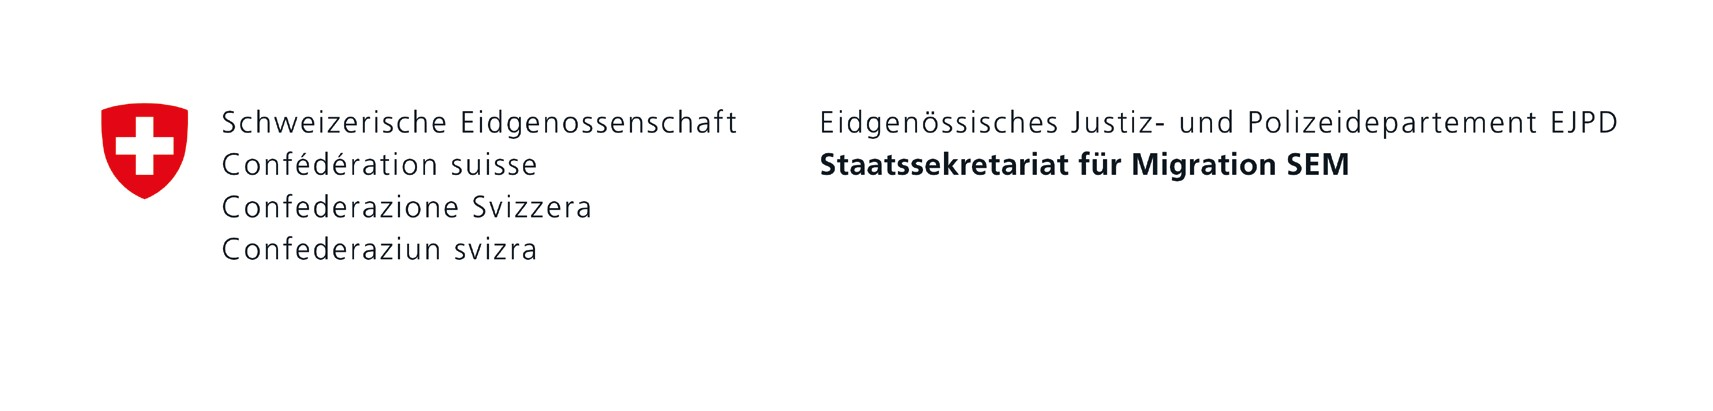 Schweizerische Eidgenossenschaft
Confédération suisse
Confederazione Svizzera
Confederaziun svizra
Eidgenössisches Justiz- und Polizeidepartement EJPD
Staatssekretariat für Migration SEM